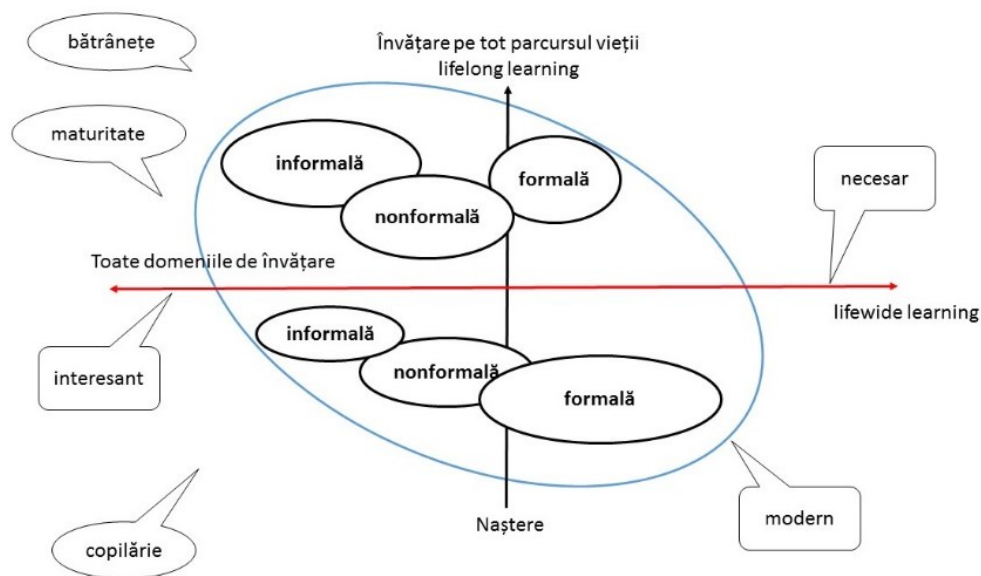 bătrânețe
Învățare pe tot parcursul vieții
lifelong learning
maturitate
informală
formală
necesar
nonformală
Toate domeniile de învățare
lifewide learning
informală
interesant
nonformală
formală
modern
Naștere
copilărie